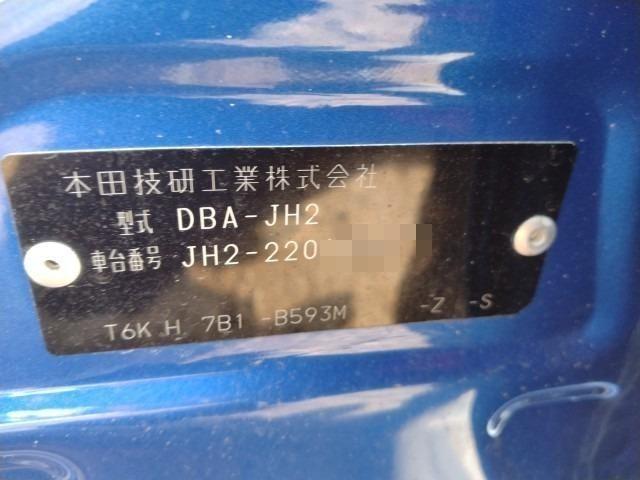 本田技研工業株式会社
型式 DBA-JH2
車台番号 JH2-220
T6K H 7B1 -B593M -Z -S